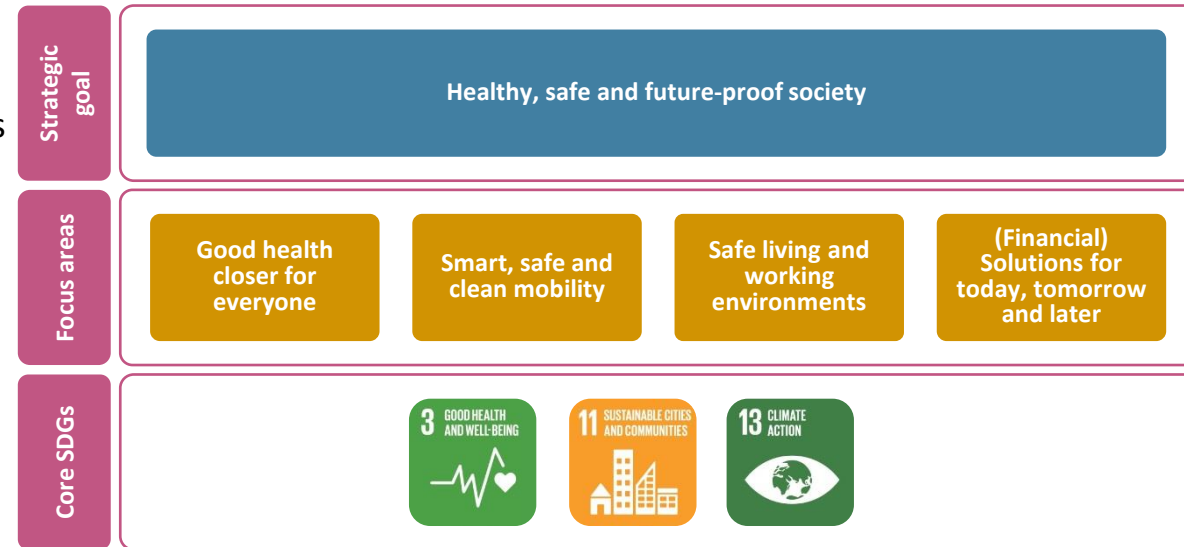 Strategic
goal
s
Healthy, safe and future-proof society
Focus areas
Good health
closer for
everyone
Smart, safe and
clean mobility
Safe living and
working
environments
(Financial)
Solutions for
today, tomorrow
and later
Core SDGs
3 GOOD HEALTH
AND WELL-BEING
11 SUSTAINABLE CITIES
AND COMMUNITIES
13 CLIMATE
ACTION